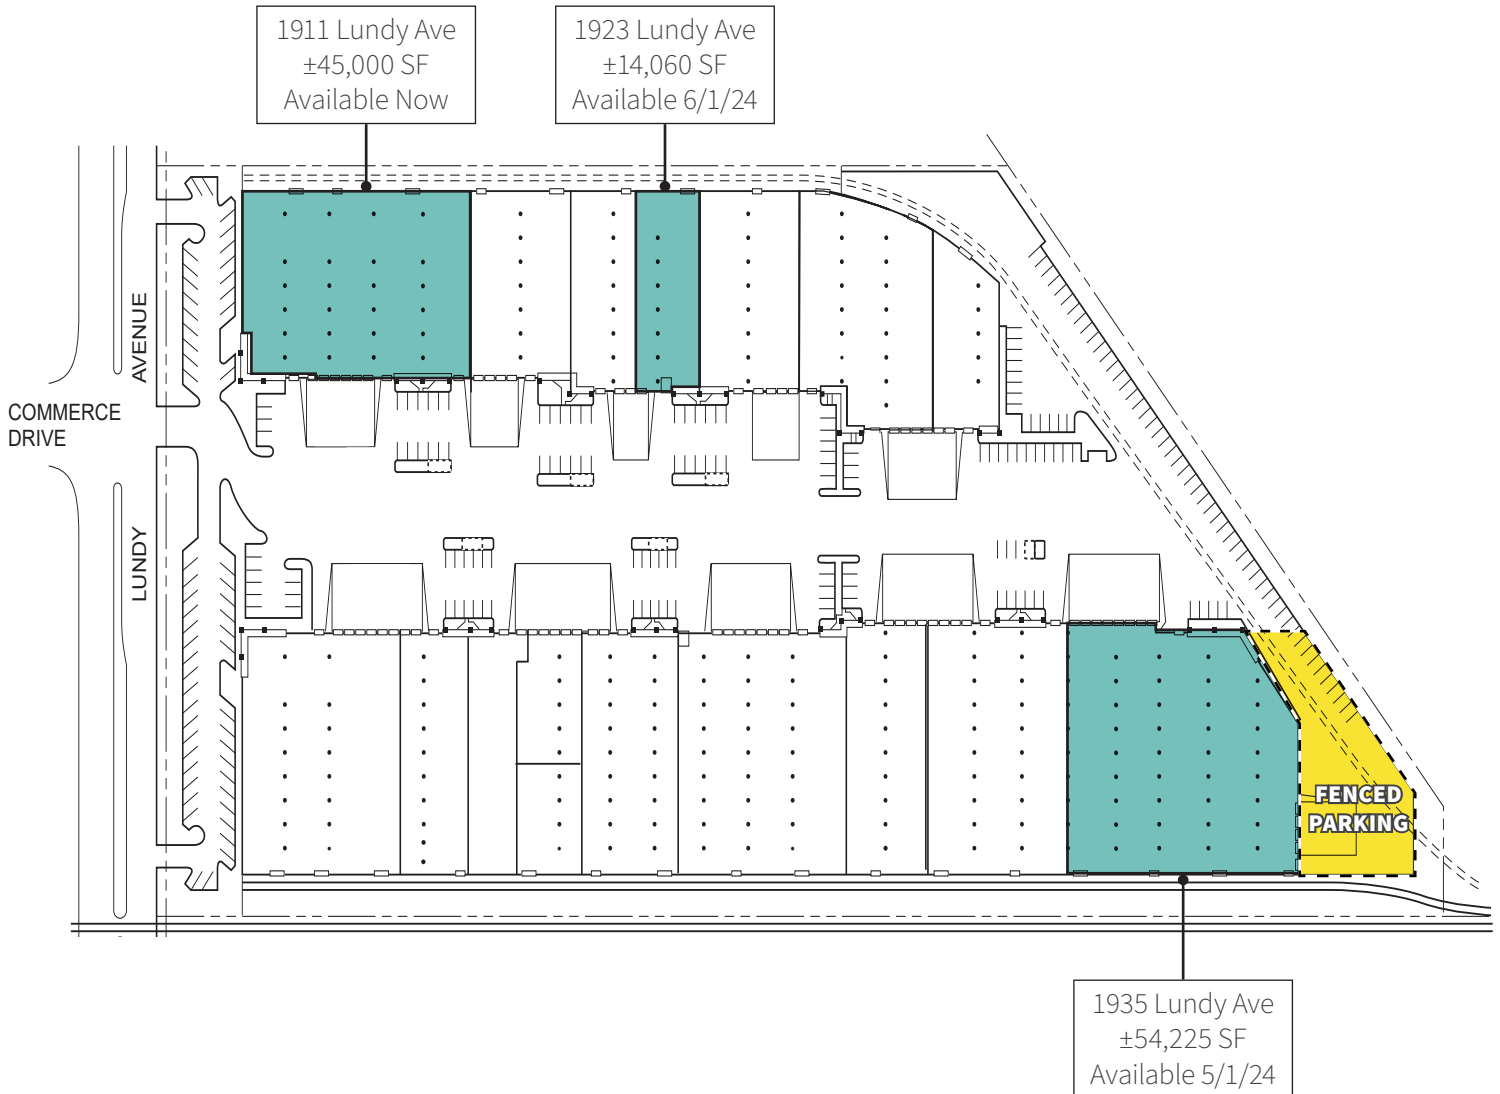 1911 Lundy Ave
±45,000 SF
Available Now
1923 Lundy Ave
±14,060 SF
Available 6/1/24
AVENUE
COMMERCE
DRIVE
LUNDY
FENCED
PARKING
1935 Lundy Ave
±54,225 SF
Available 5/1/24